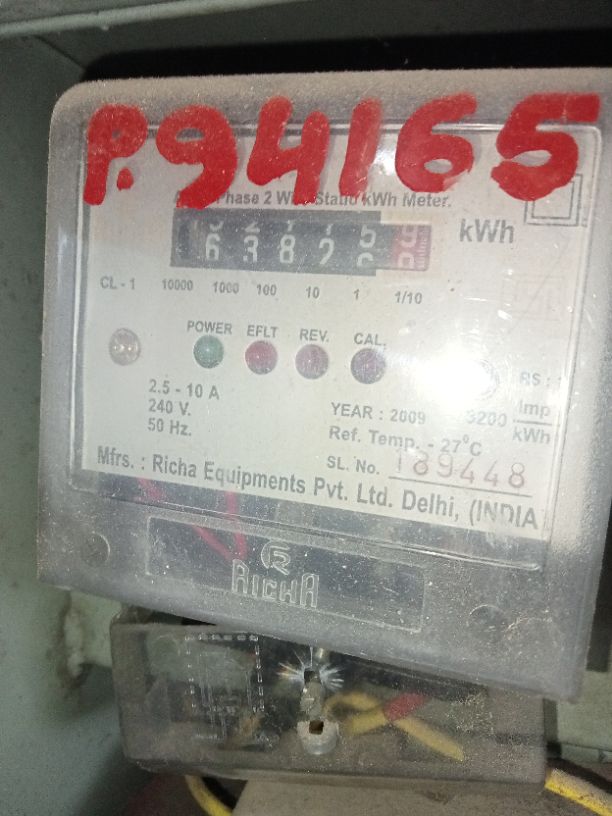 P.94165
Phase 2 Wire Static kWh Meter.
kWh
CL - 1 10000 1000 100 10 1 1/10
POWER EFLT REV. CAL.
2.5 - 10 A
240 V.
50 Hz.
RS :
YEAR : 2009 3200 Imp
kWh
Ref. Temp. - 27°C
SL. No. 189448
Mfrs. : Richa Equipments Pvt. Ltd. Delhi, (INDIA
RICHA